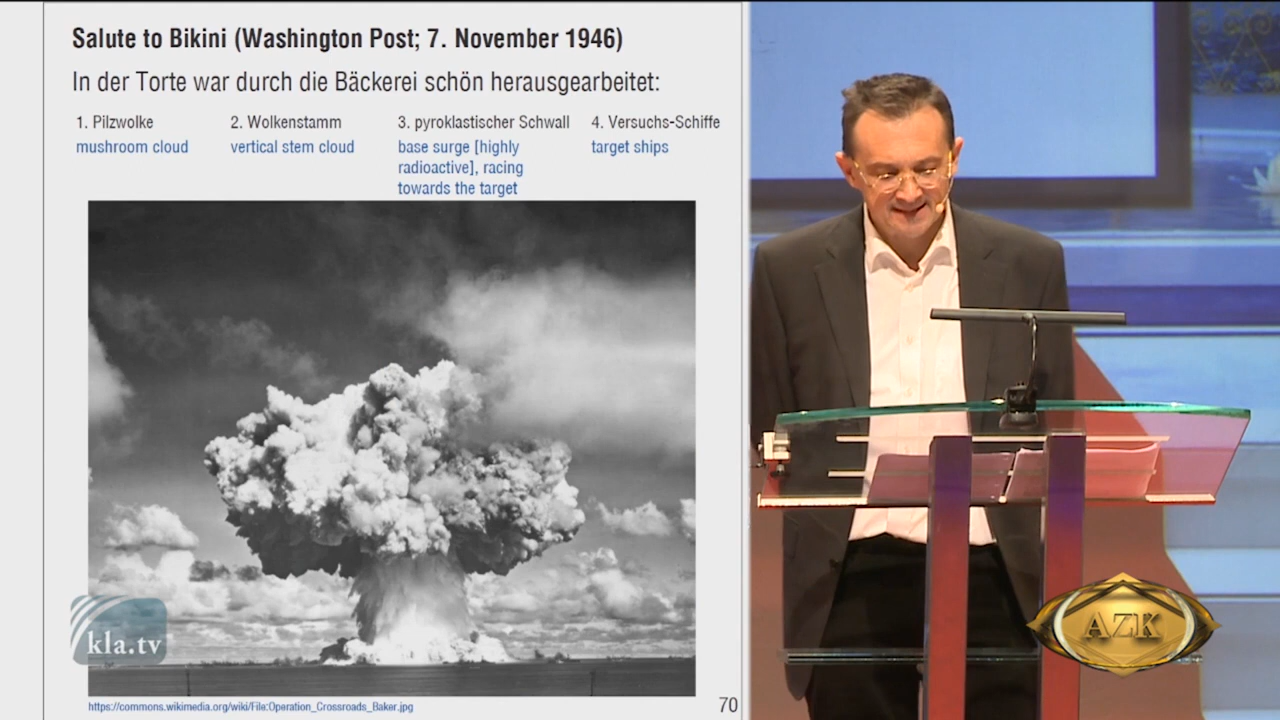 Salute to Bikini (Washington Post; 7. November 1946)
In der Torte war durch die Bäckerei schön herausgearbeitet:
1. Pilzwolke
mushroom cloud
2. Wolkenstamm
vertical stem cloud
3. pyroklastischer Schwall
base surge [highly
radioactive], racing
towards the target
4. Versuchs-Schiffe
target ships
kla.tv
https://commons.wikimedia.org/wiki/File:Operation_Crossroads_Baker.jpg
70
AZK